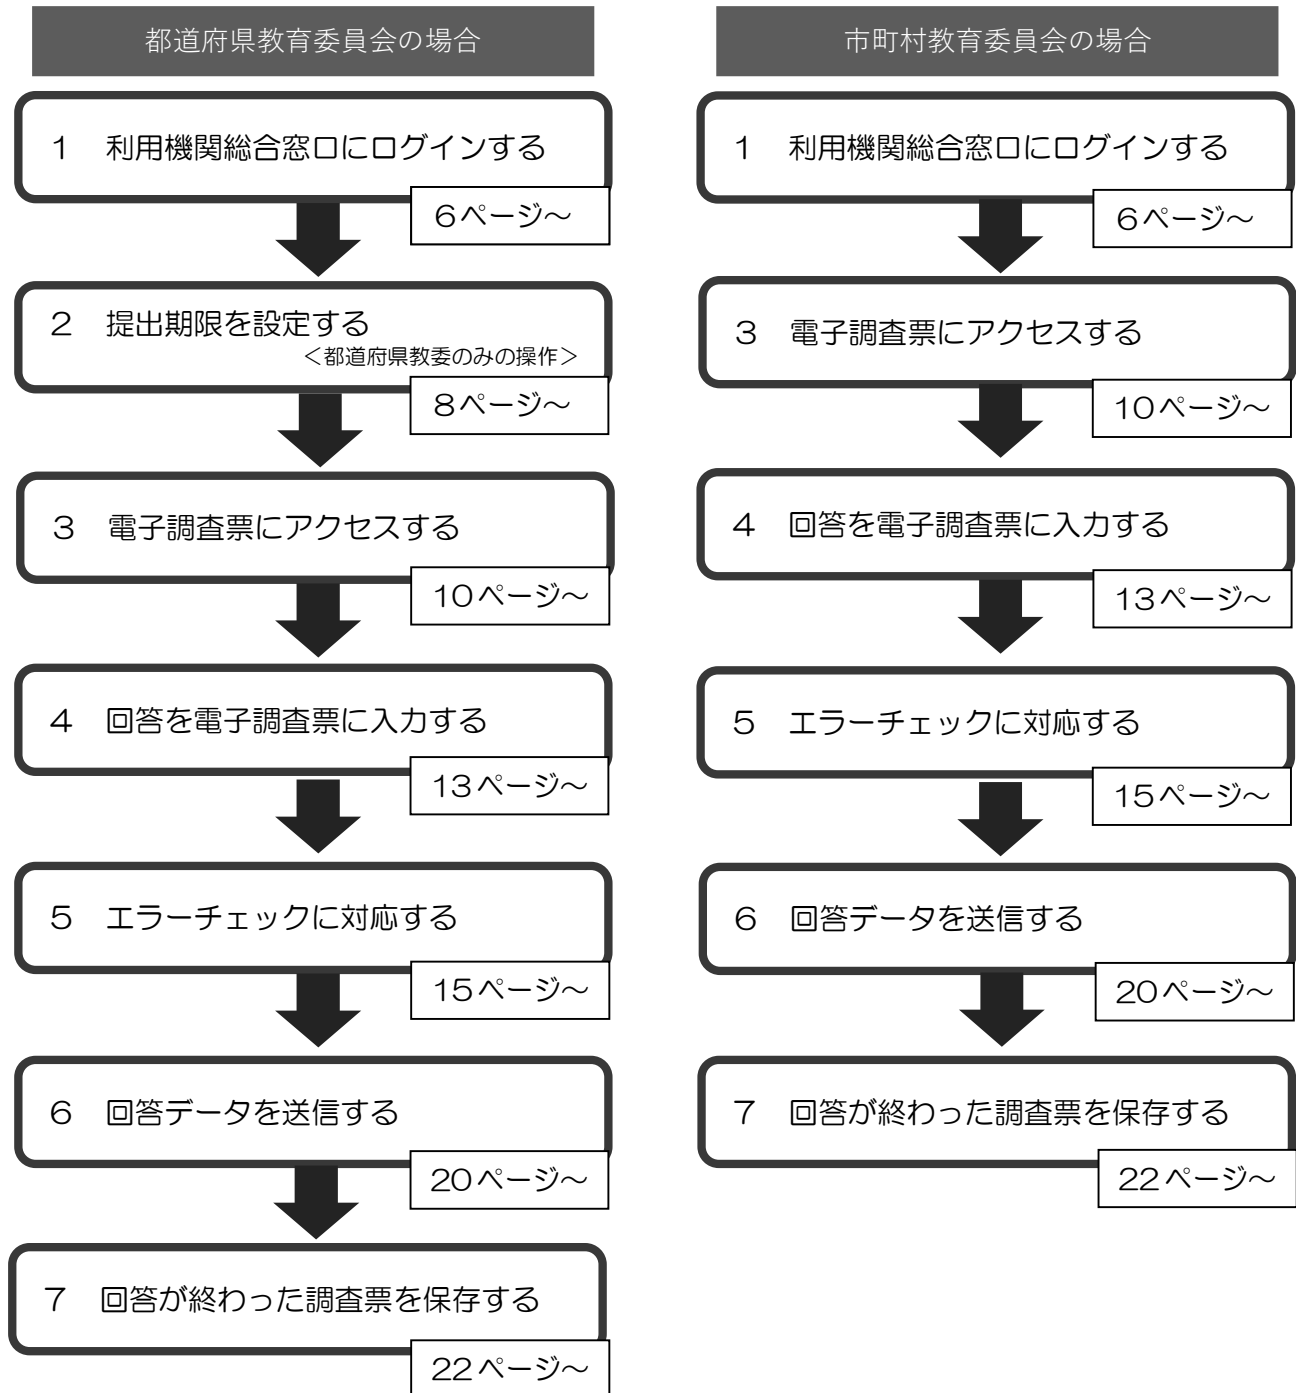 都道府県教育委員会の場合
1 利用機関総合窓口にログインする
6ページ～
2 提出期限を設定する
＜都道府県教委のみの操作＞
8ページ～
3 電子調査票にアクセスする
10ページ～
4 回答を電子調査票に入力する
13ページ～
5 エラーチェックに対応する
15ページ～
6 回答データを送信する
20ページ～
7 回答が終わった調査票を保存する
22ページ～
市町村教育委員会の場合
1 利用機関総合窓口にログインする
6ページ～
3 電子調査票にアクセスする
10ページ～
4 回答を電子調査票に入力する
13ページ～
5 エラーチェックに対応する
15ページ～
6 回答データを送信する
20ページ～
7 回答が終わった調査票を保存する
22ページ～